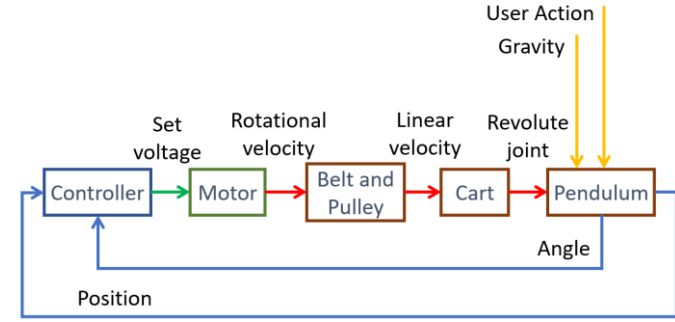 User Action
Gravity
Set
voltage
Rotational
velocity
Linear
velocity
Revolute
joint
Controller
Motor
Belt and
Pulley
Cart
Pendulum
Angle
Position